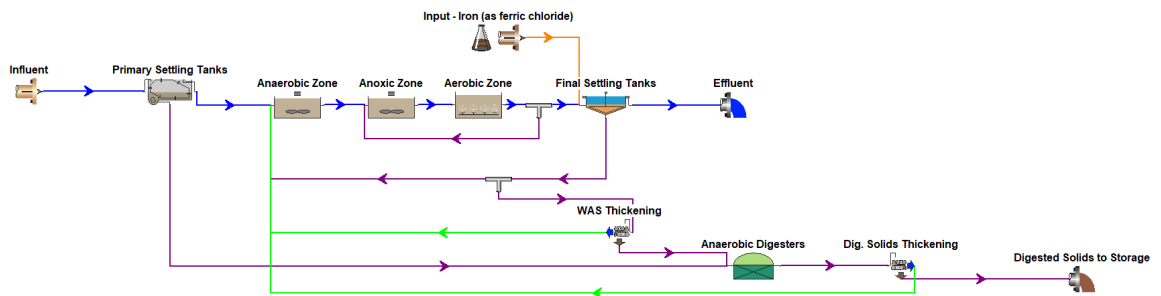 Input - Iron (as ferric chloride)
Influent
Primary Settling Tanks
Anaerobic Zone
Anoxic Zone
Aerobic Zone
Final Settling Tanks
Effluent
WAS Thickening
Anaerobic Digesters
Dig. Solids Thickening
Digested Solids to Storage